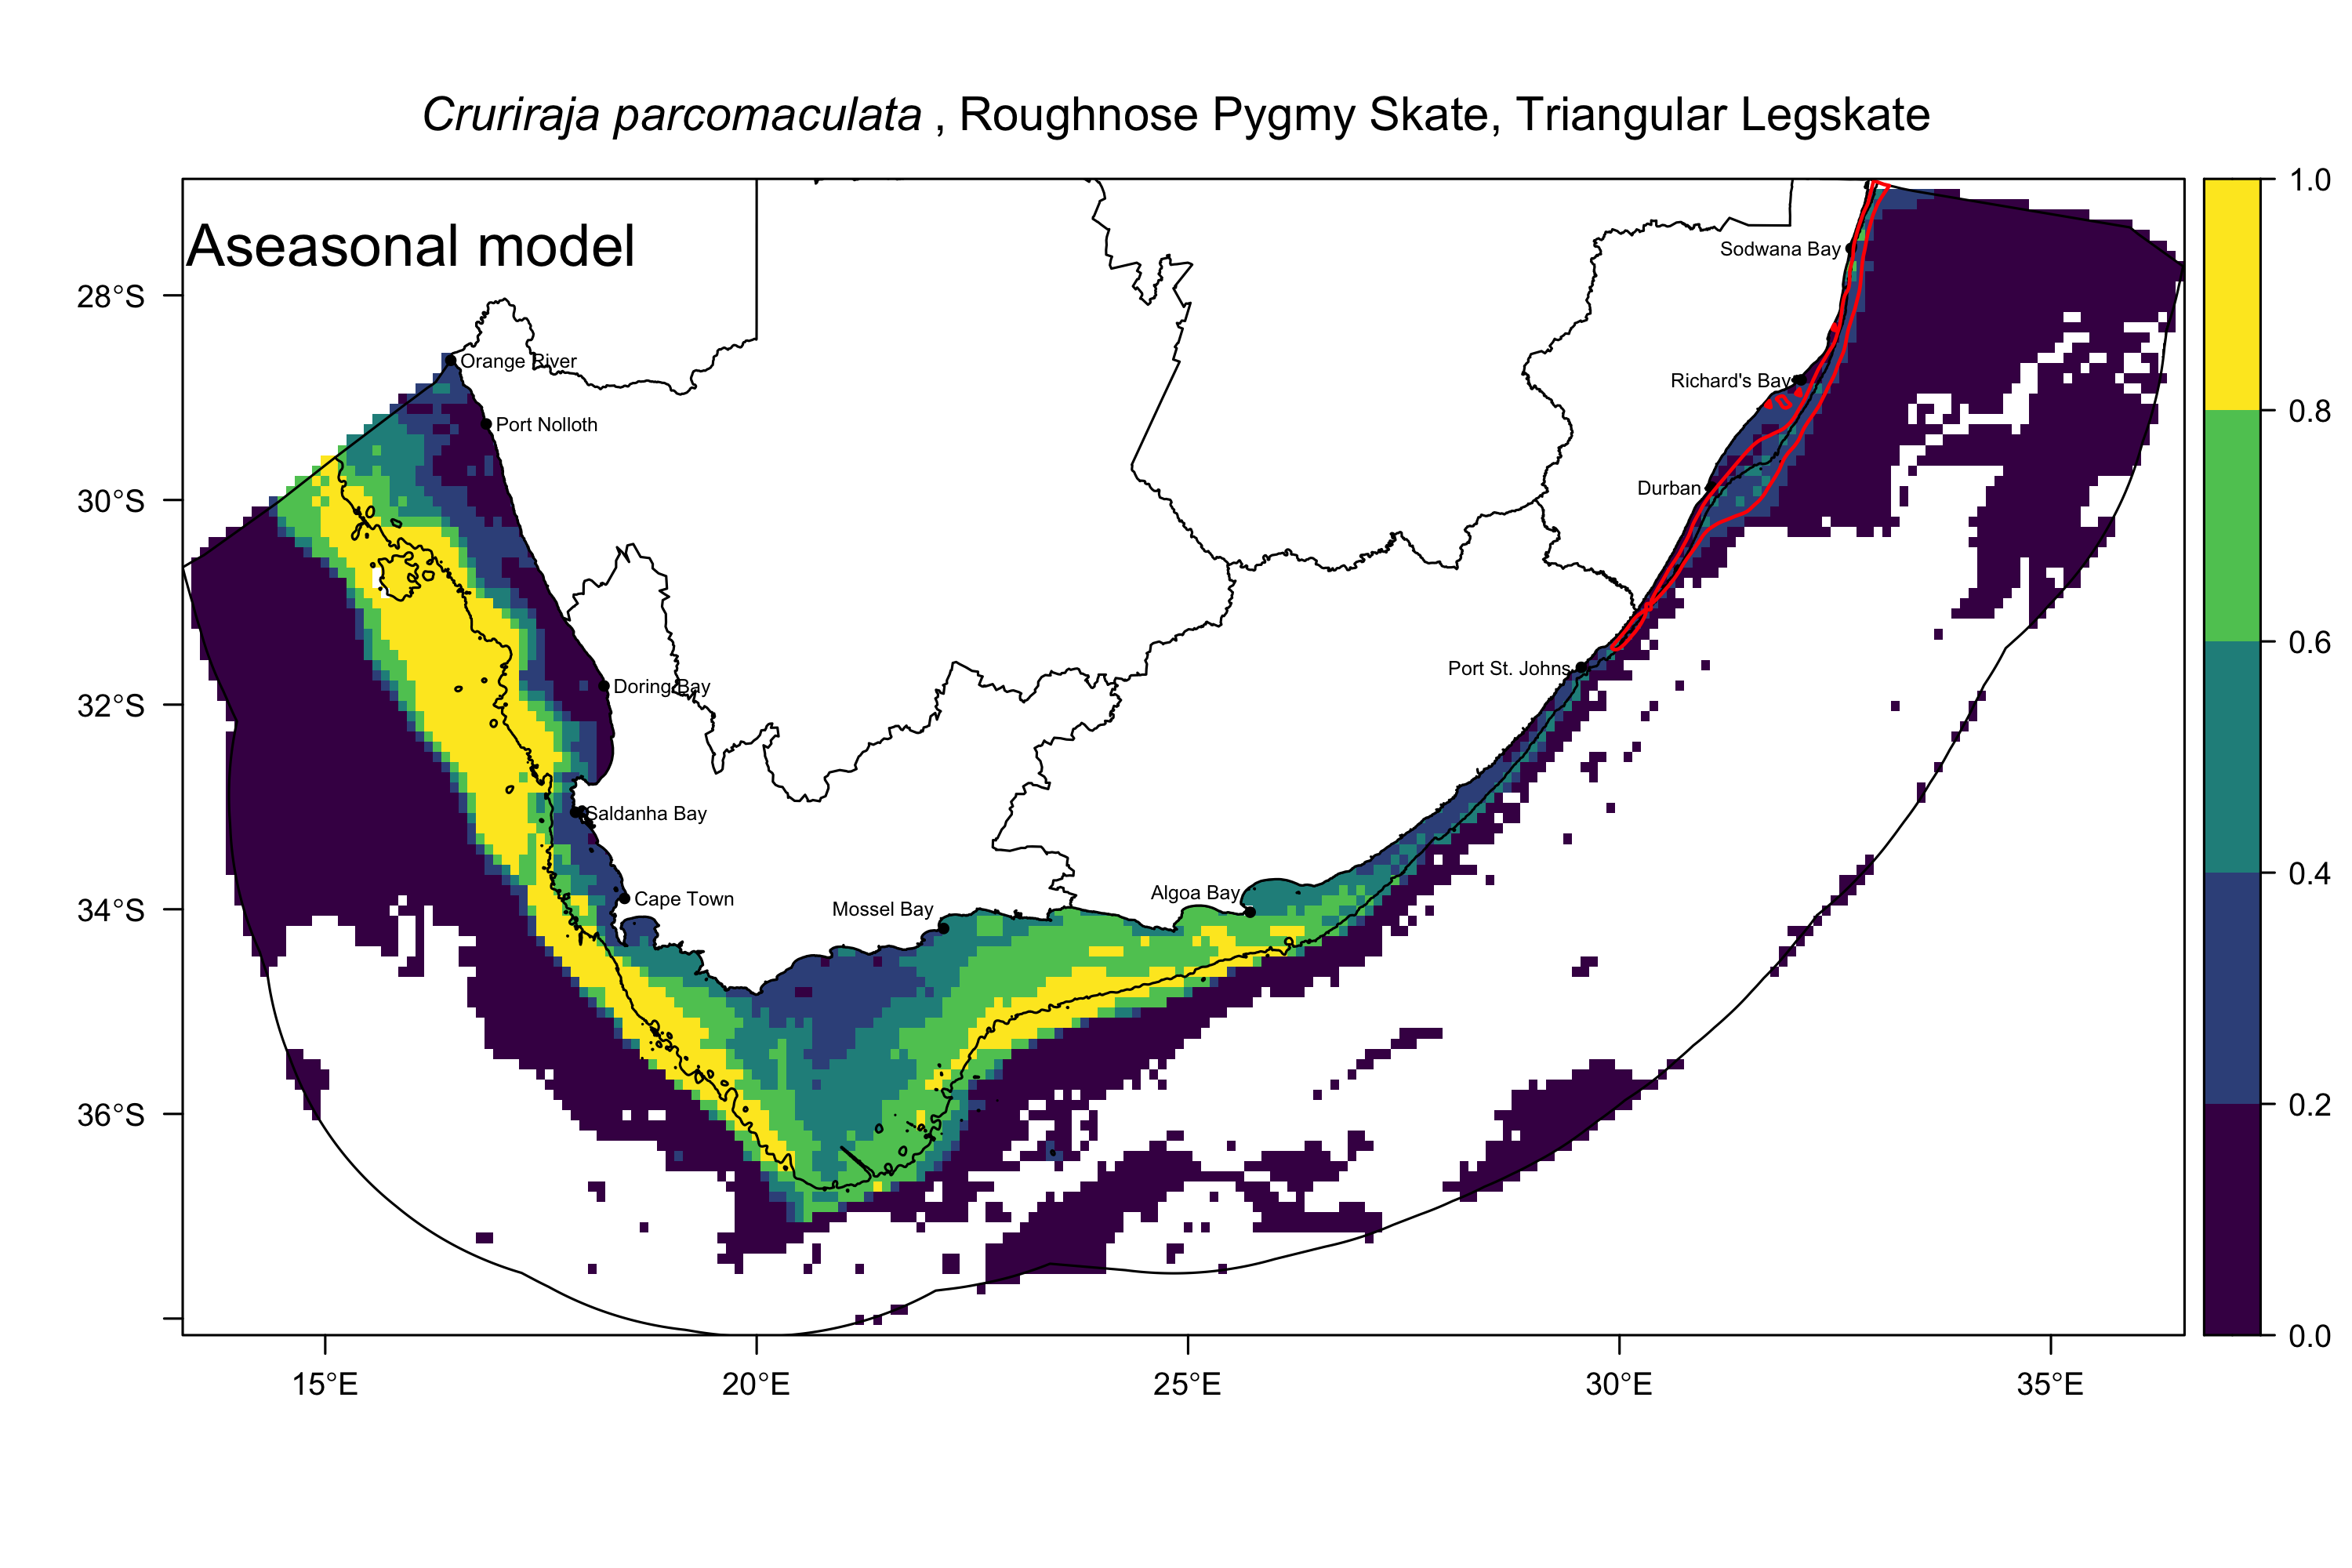 Cruriraja parcomaculata , Roughnose Pygmy Skate, Triangular Legskate
Aseasonal model
1.0
0.8
0.6
0.4
0.2
0.0
28°S
30°S
32°S
34°S
36°S
15°E
20°E
25°E
30°E
35°E
Sodwana Bay
Orange River
Richard's Bay
Port Nolloth
Durban
Port St. Johns
Doring Bay
Saldanha Bay
Algoa Bay
Cape Town
Mossel Bay